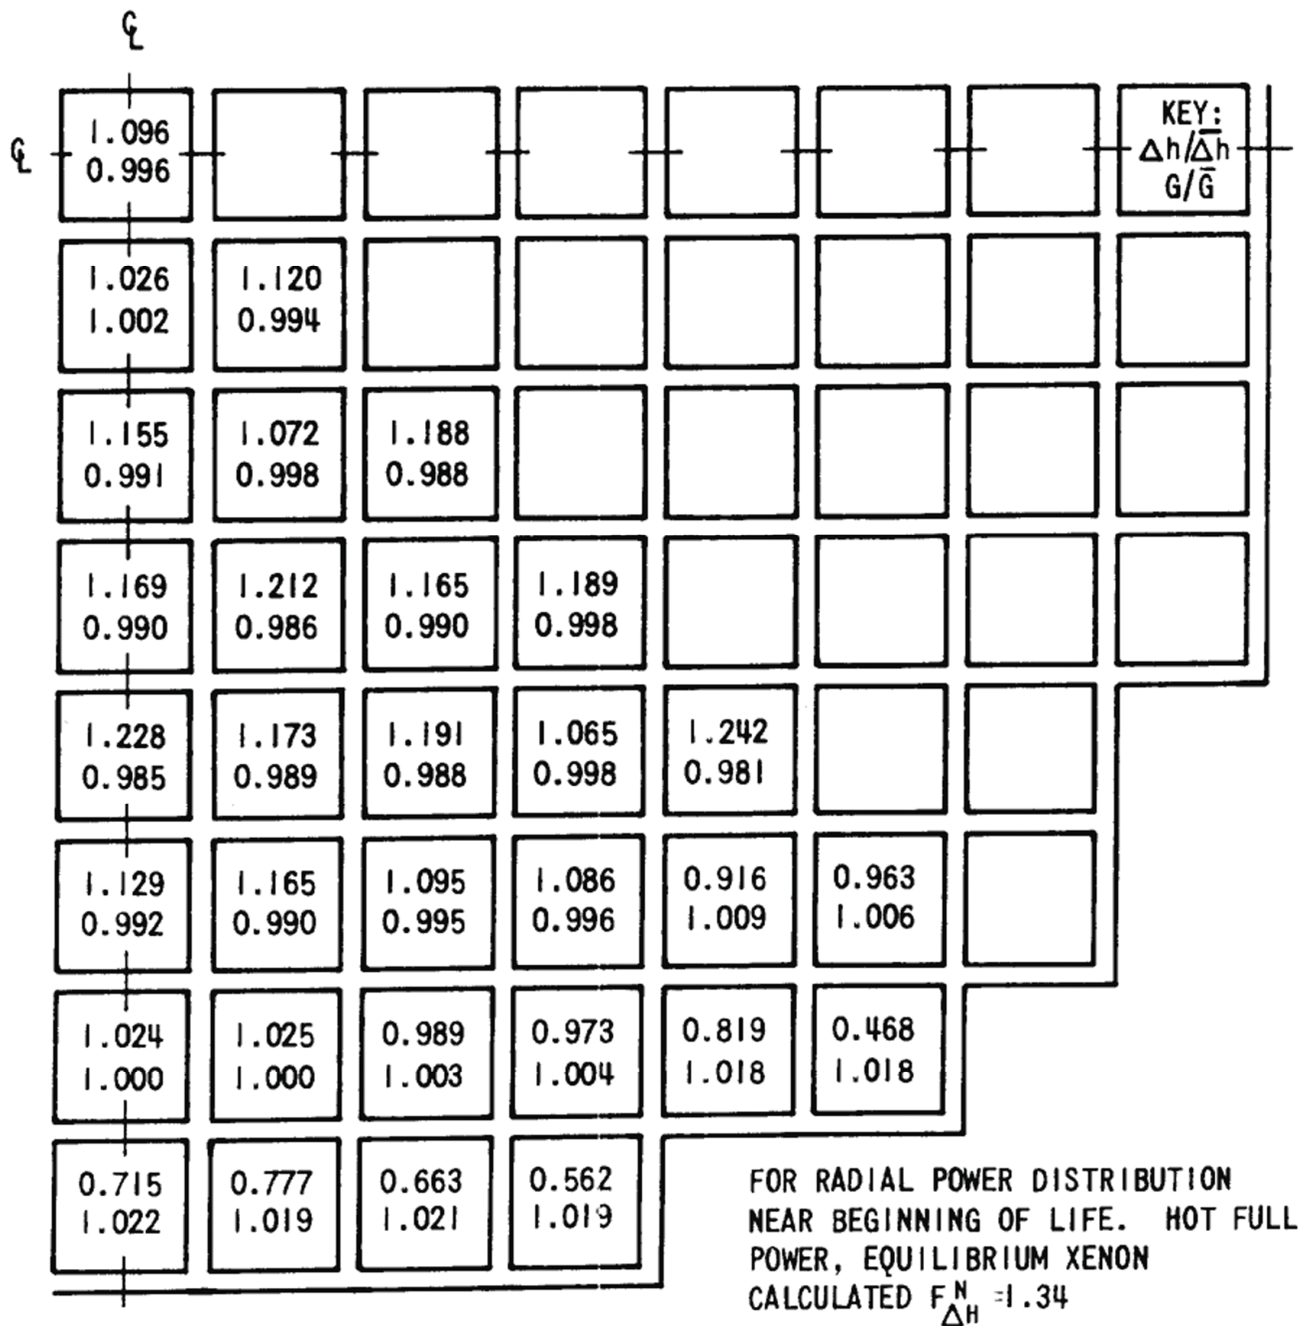 ℄
℄
KEY:
Δh/Δ̅h̅
G/G̅
1.096
0.996
1.026 1.120
1.002 0.994
1.155 1.072 1.188
0.991 0.998 0.988
1.169 1.212 1.165 1.189
0.990 0.986 0.990 0.998
1.228 1.173 1.191 1.065 1.242
0.985 0.989 0.988 0.998 0.981
1.129 1.165 1.095 1.086 0.916 0.963
0.992 0.990 0.995 0.996 1.009 1.006
1.024 1.025 0.989 0.973 0.819 0.468
1.000 1.000 1.003 1.004 1.018 1.018
0.715 0.777 0.663 0.562
1.022 1.019 1.021 1.019
FOR RADIAL POWER DISTRIBUTION
NEAR BEGINNING OF LIFE. HOT FULL
POWER, EQUILIBRIUM XENON
CALCULATED F^N_ΔH =1.34